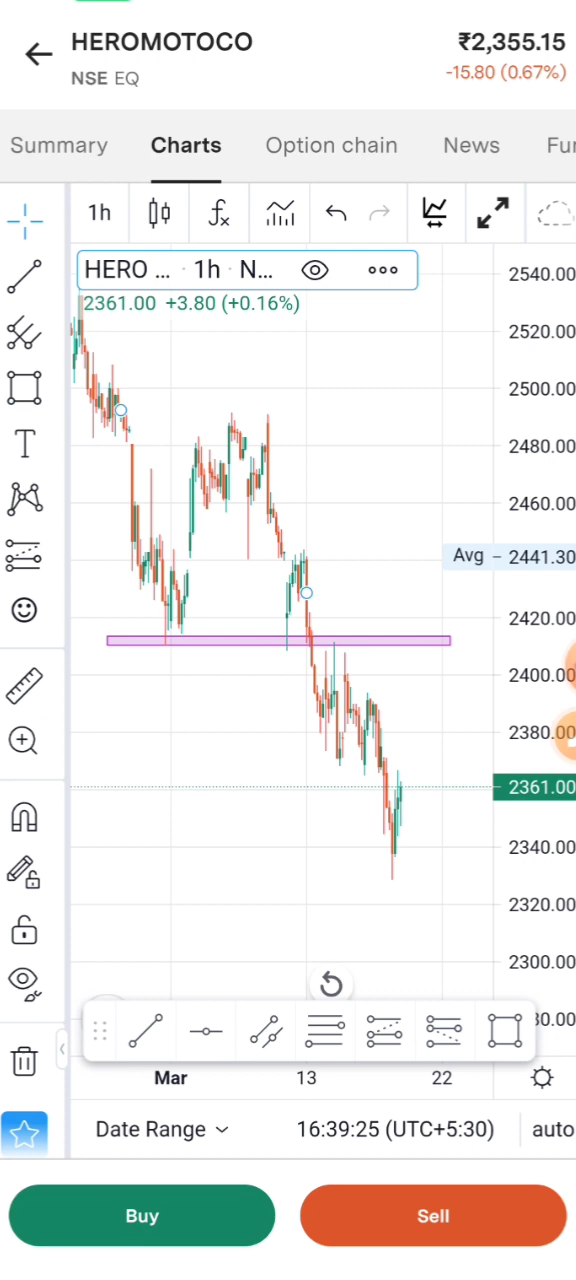 HEROMOTOCO
₹2,355.15
NSE EQ
-15.80 (0.67%)
Summary
Charts
Option chain
News
1h
HERO ... · 1h · N...
2361.00 +3.80 (+0.16%)
T
2540.00
2520.00
2500.00
2480.00
2460.00
Avg – 2441.30
2420.00
2400.00
2380.00
2361.00
2340.00
2320.00
2300.00
Mar
13
22
Date Range
16:39:25 (UTC+5:30)
auto
Buy
Sell